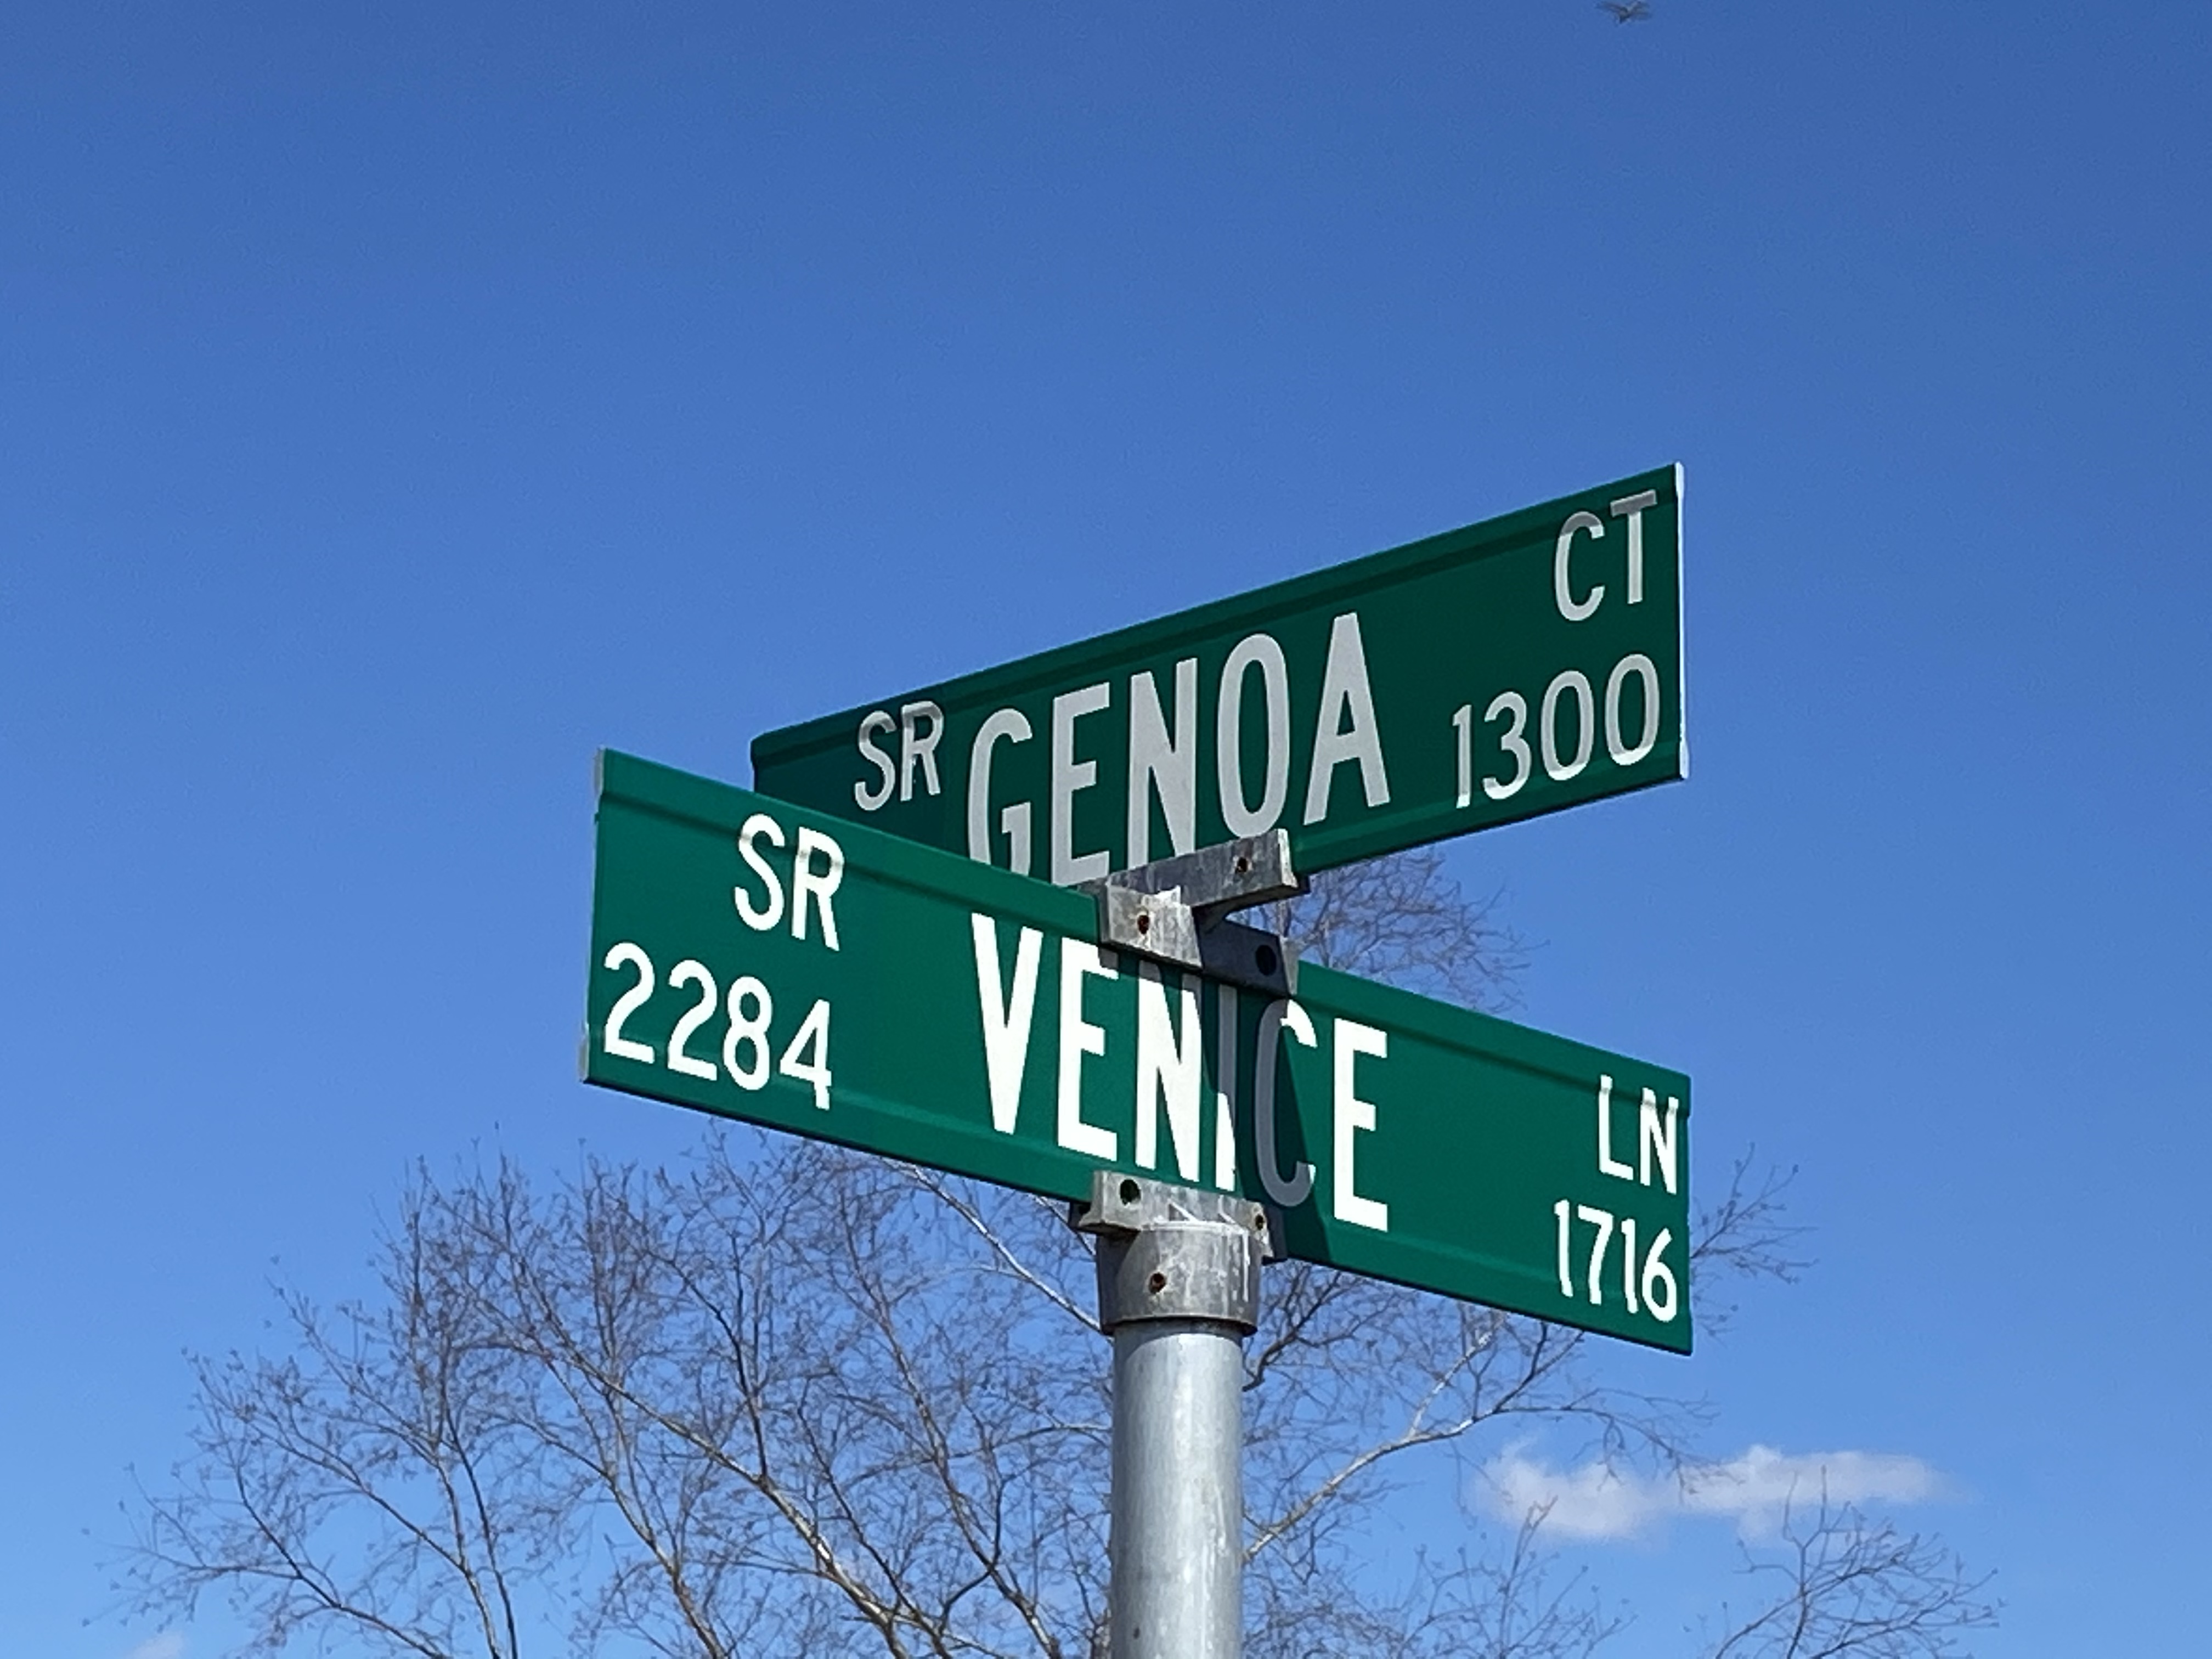 SR GENOA CT
1300
SR VENICE LN
2284 1716